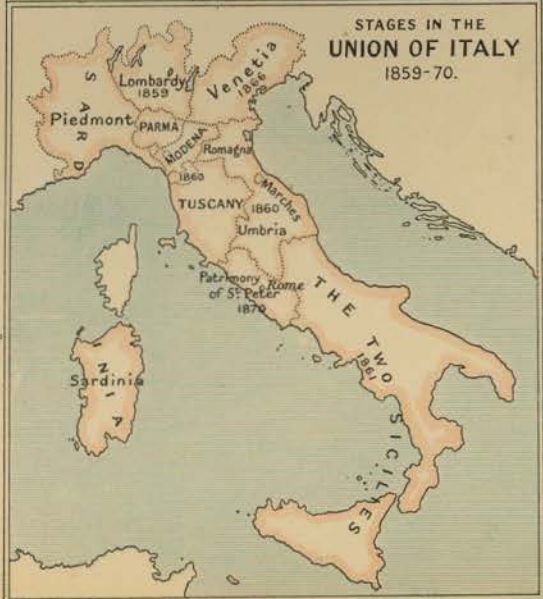 STAGES IN THE
UNION OF ITALY
1859-70.
Venetia
1866
Lombardy
1859
SARDINIA
Piedmont
PARMA
MODENA
Romagna
1860
TUSCANY
Marches
1860
Umbria
Patrimony
of St. Peter
1870
Rome
THE TWO SICILIES
1861
Sardinia